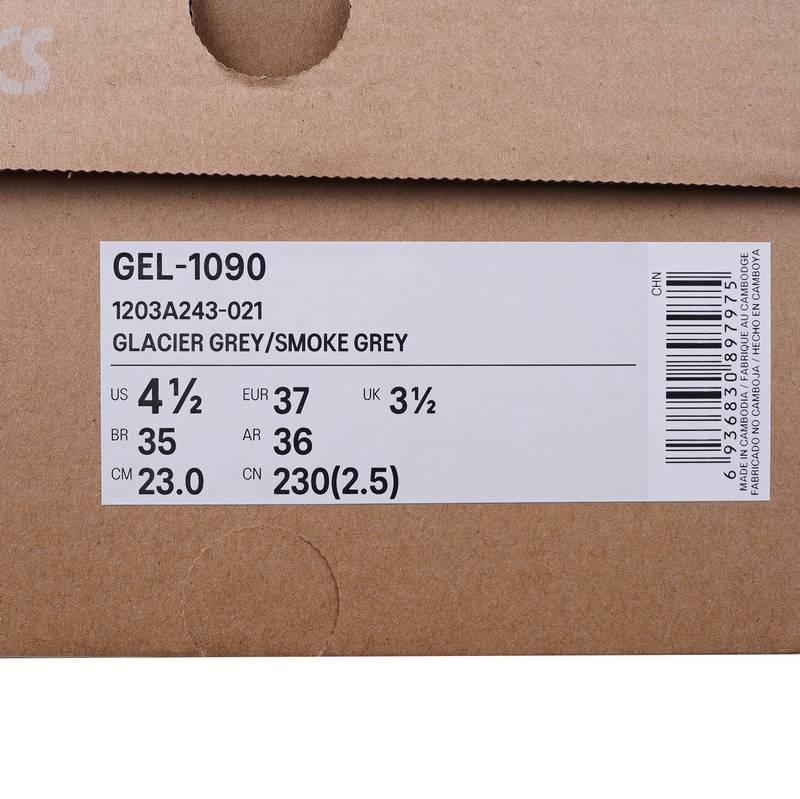 CS
GEL-1090
1203A243-021
GLACIER GREY/SMOKE GREY
US 4½ EUR 37 UK 3½
BR 35 AR 36
CM 23.0 CN 230(2.5)
CHN
6 936830 897975
MADE IN CAMBODIA / FABRIQUE AU CAMBODGE
FABRICADO NO CAMBOJA / HECHO EN CAMBOYA